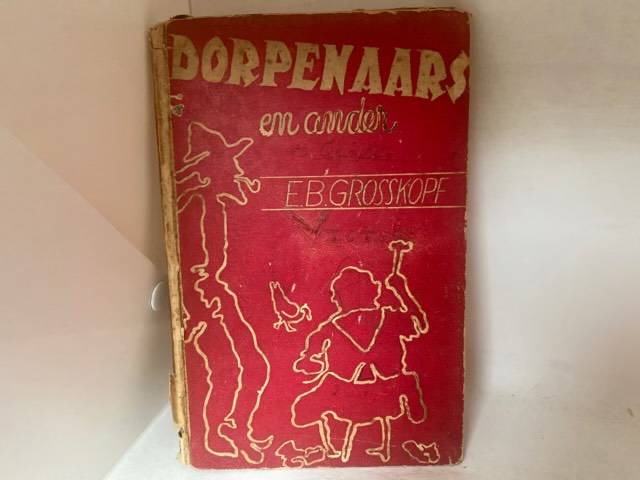 DORPENAARS
en ander
E.B. GROSSKOPF